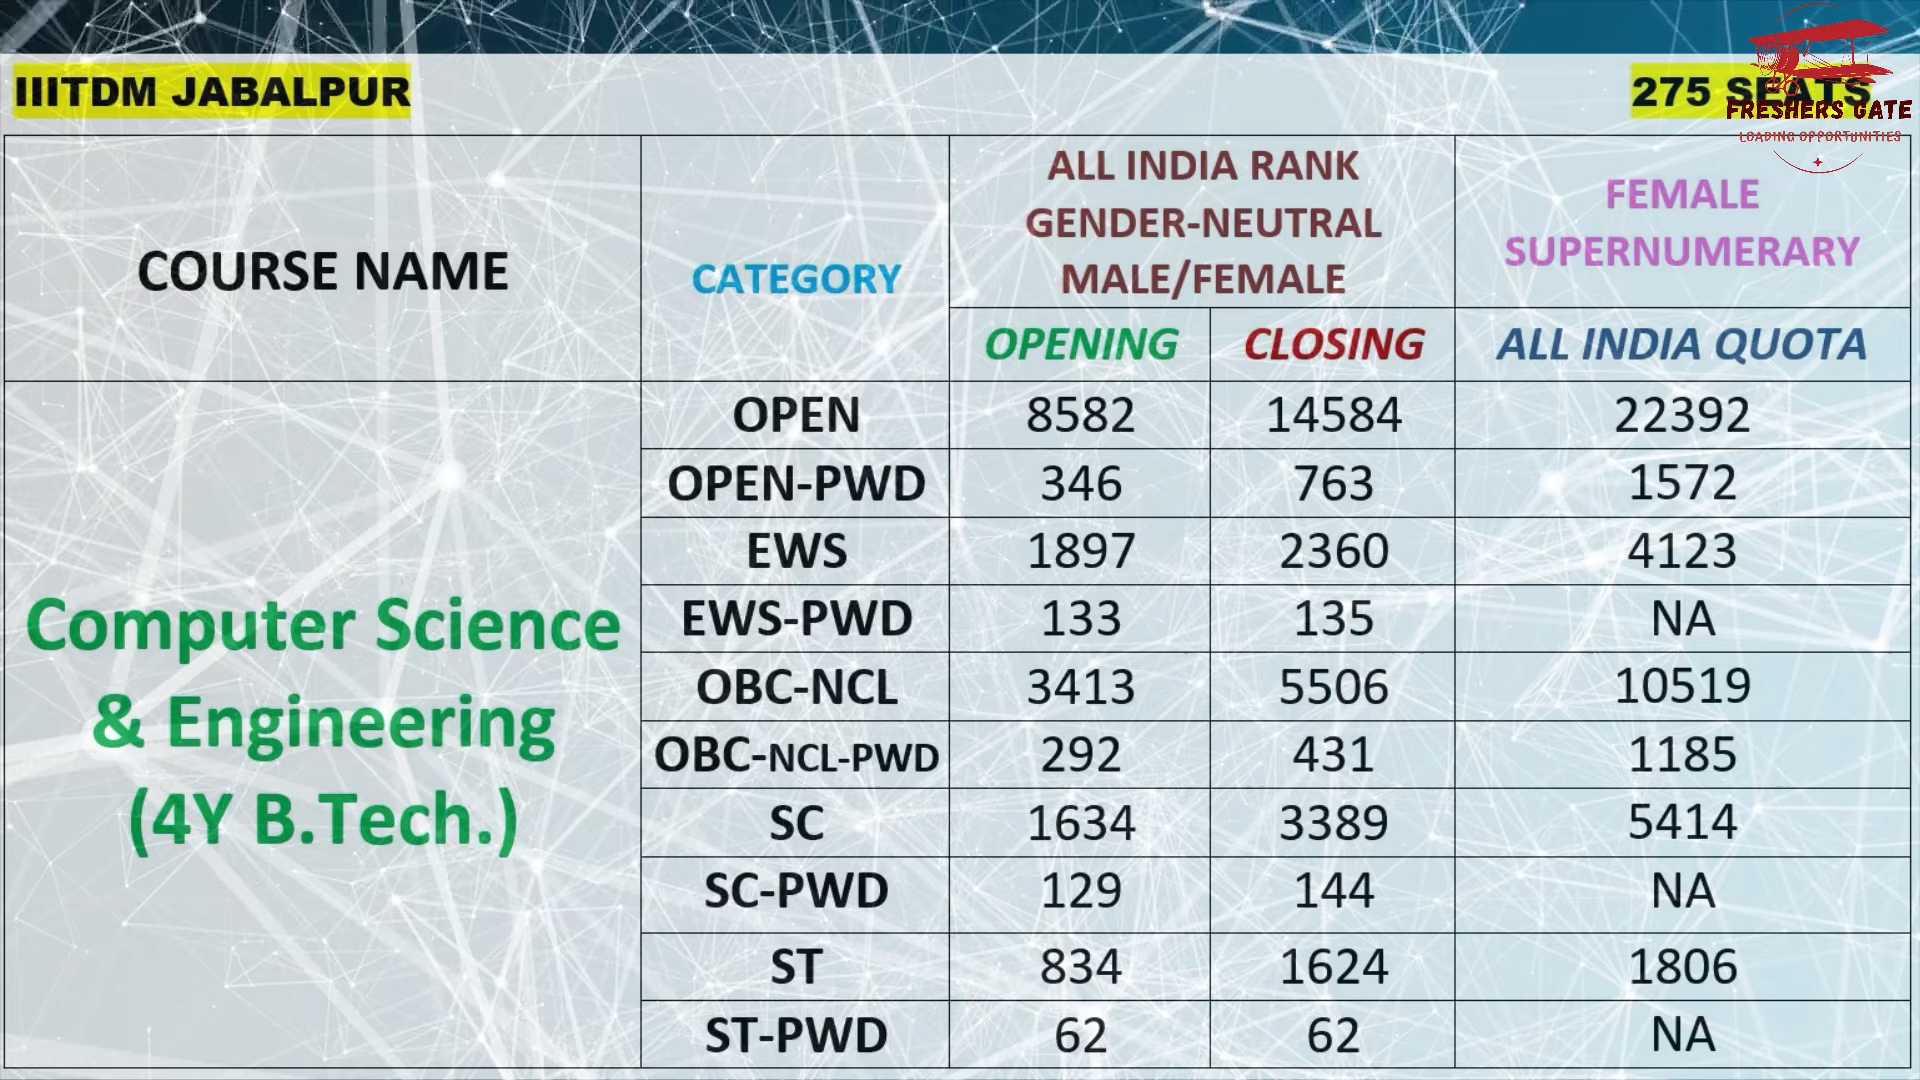 IIITDM JABALPUR
275 SEATS
FRESHERS GATE
LOADING OPPORTUNITIES
COURSE NAME
CATEGORY
ALL INDIA RANK
GENDER-NEUTRAL
MALE/FEMALE
FEMALE
SUPERNUMERARY
OPENING CLOSING ALL INDIA QUOTA
Computer Science
& Engineering
(4Y B.Tech.)
OPEN 8582 14584 22392
OPEN-PWD 346 763 1572
EWS 1897 2360 4123
EWS-PWD 133 135 NA
OBC-NCL 3413 5506 10519
OBC-NCL-PWD 292 431 1185
SC 1634 3389 5414
SC-PWD 129 144 NA
ST 834 1624 1806
ST-PWD 62 62 NA